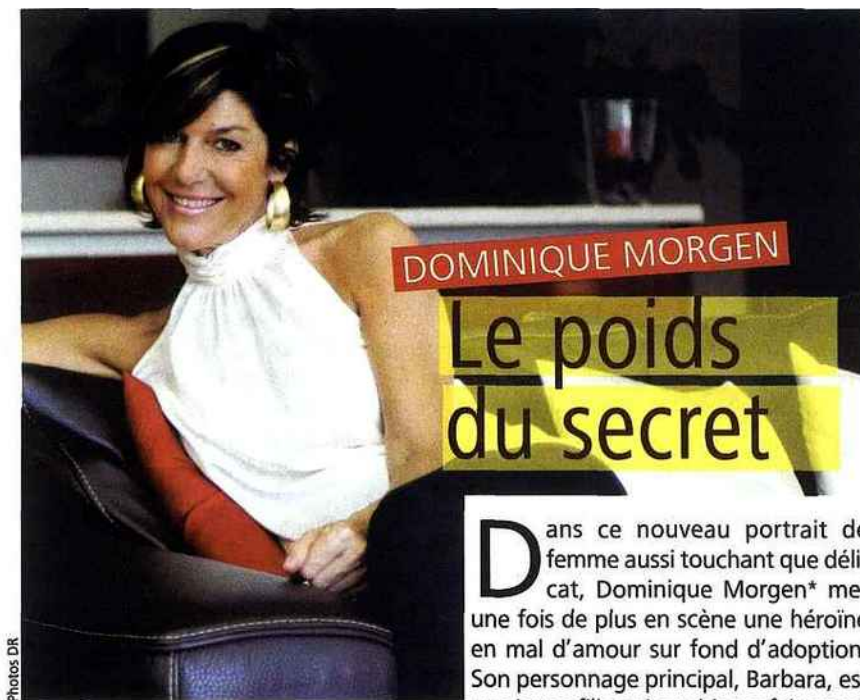 DOMINIQUE MORGEN
Le poids
du secret
Dans ce nouveau portrait de
femme aussi touchant que déli
cat, Dominique Morgen* me
une fois de plus en scène une héroïne
en mal d'amour sur fond d'adoption
Son personnage principal, Barbara, es
Photos DR